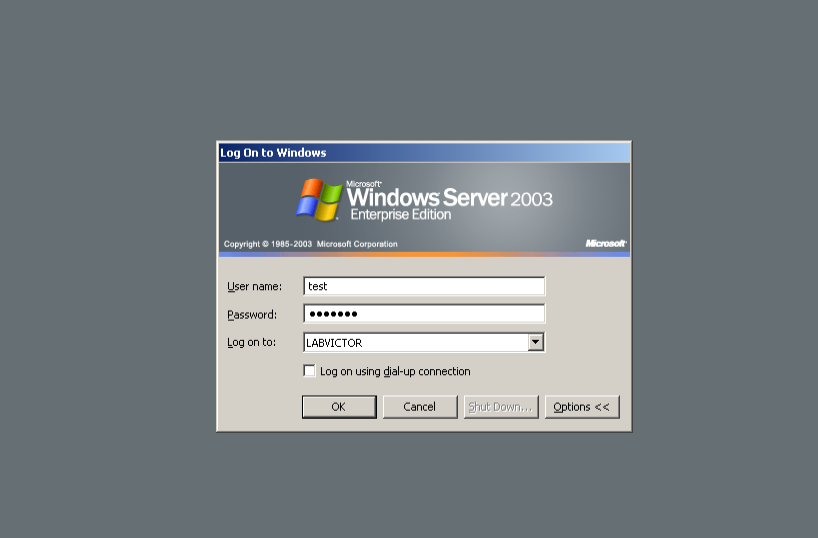 Log On to Windows
Microsoft®
Windows Server 2003
Enterprise Edition
Copyright © 1985-2003 Microsoft Corporation
Microsoft®
User name: test
Password: ●●●●●●●
Log on to: LABVICTOR
Log on using dial-up connection
OK Cancel Shut Down... Options <<